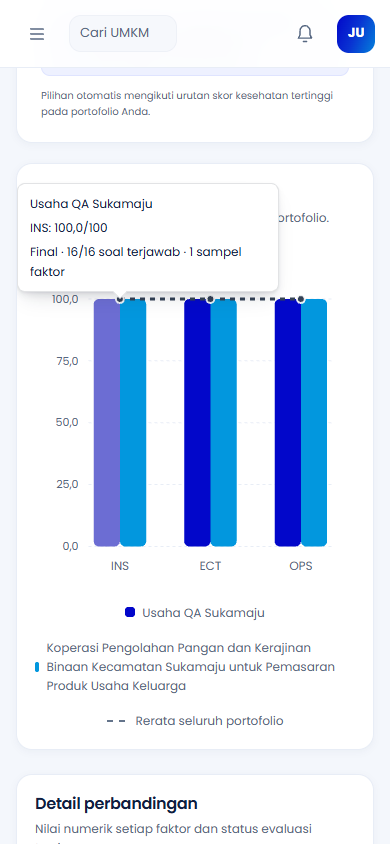 Cari UMKM
JU
Pilihan otomatis mengikuti urutan skor kesehatan tertinggi
pada portofolio Anda.
Usaha QA Sukamaju
INS: 100,0/100
Final · 16/16 soal terjawab · 1 sampel
faktor
ortofolio.
100,0
75,0
50,0
25,0
0,0
INS
ECT
OPS
Usaha QA Sukamaju
Koperasi Pengolahan Pangan dan Kerajinan
Binaan Kecamatan Sukamaju untuk Pemasaran
Produk Usaha Keluarga
Rerata seluruh portofolio
Detail perbandingan
Nilai numerik setiap faktor dan status evaluasi